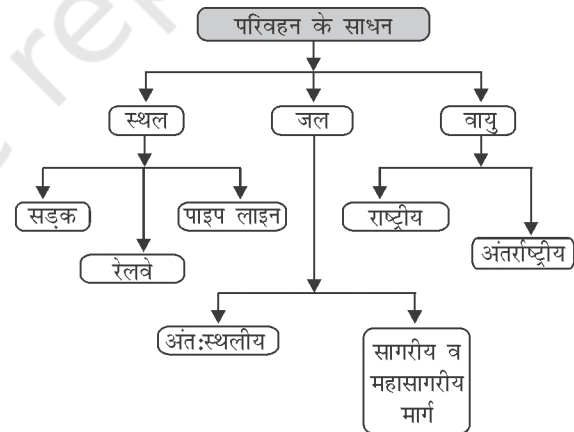 परिवहन के साधन
स्थल
जल
वायु
सड़क
पाइप लाइन
राष्ट्रीय
रेलवे
अंतर्राष्ट्रीय
अंत:स्थलीय
सागरीय व
महासागरीय
मार्ग